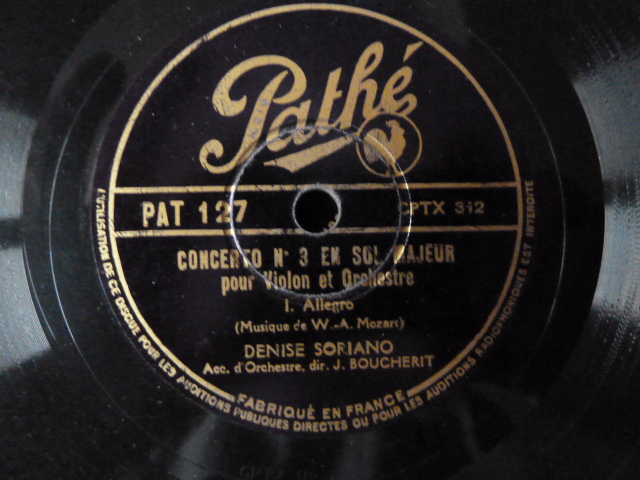 Pathé
PAT 127
PTX 312
CONCERTO N° 3 EN SOL MAJEUR
pour Violon et Orchestre
I. Allegro
(Musique de W.-A. Mozart)
DENISE SORIANO
Acc. d'Orchestre, dir. J. BOUCHERIT
FABRIQUÉ EN FRANCE
L'UTILISATION DE CE DISQUE POUR LES AUDITIONS PUBLIQUES DIRECTES OU POUR LES AUDITIONS RADIOPHONIQUES EST INTERDITE